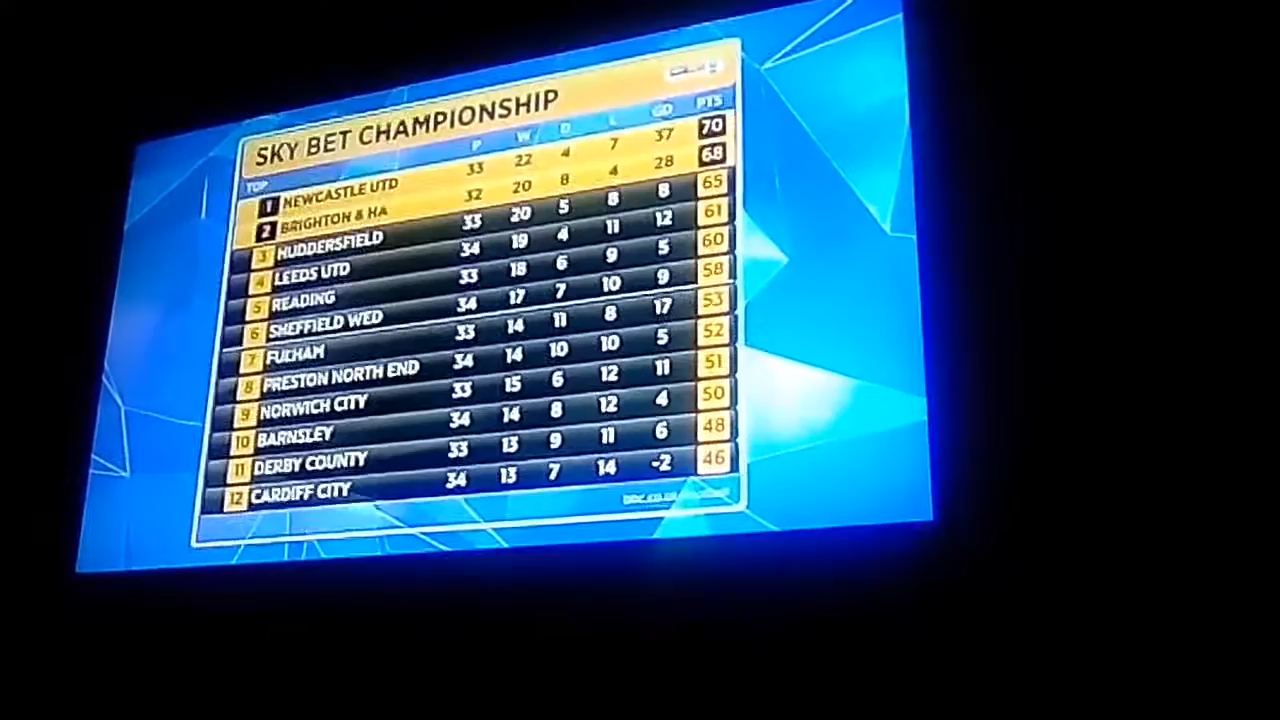 SKY BET CHAMPIONSHIP
TOP P W D L GD PTS
1 NEWCASTLE UTD 33 22 4 7 37 70
2 BRIGHTON & HA 32 20 8 4 28 68
3 HUDDERSFIELD 33 20 5 8 8 65
4 LEEDS UTD 34 19 4 11 12 61
5 READING 33 18 6 9 5 60
6 SHEFFIELD WED 34 17 7 10 9 58
7 FULHAM 33 14 11 8 17 53
8 PRESTON NORTH END 34 14 10 10 5 52
9 NORWICH CITY 33 15 6 12 11 51
10 BARNSLEY 34 14 8 12 4 50
11 DERBY COUNTY 33 13 9 11 6 48
12 CARDIFF CITY 34 13 7 14 -2 46